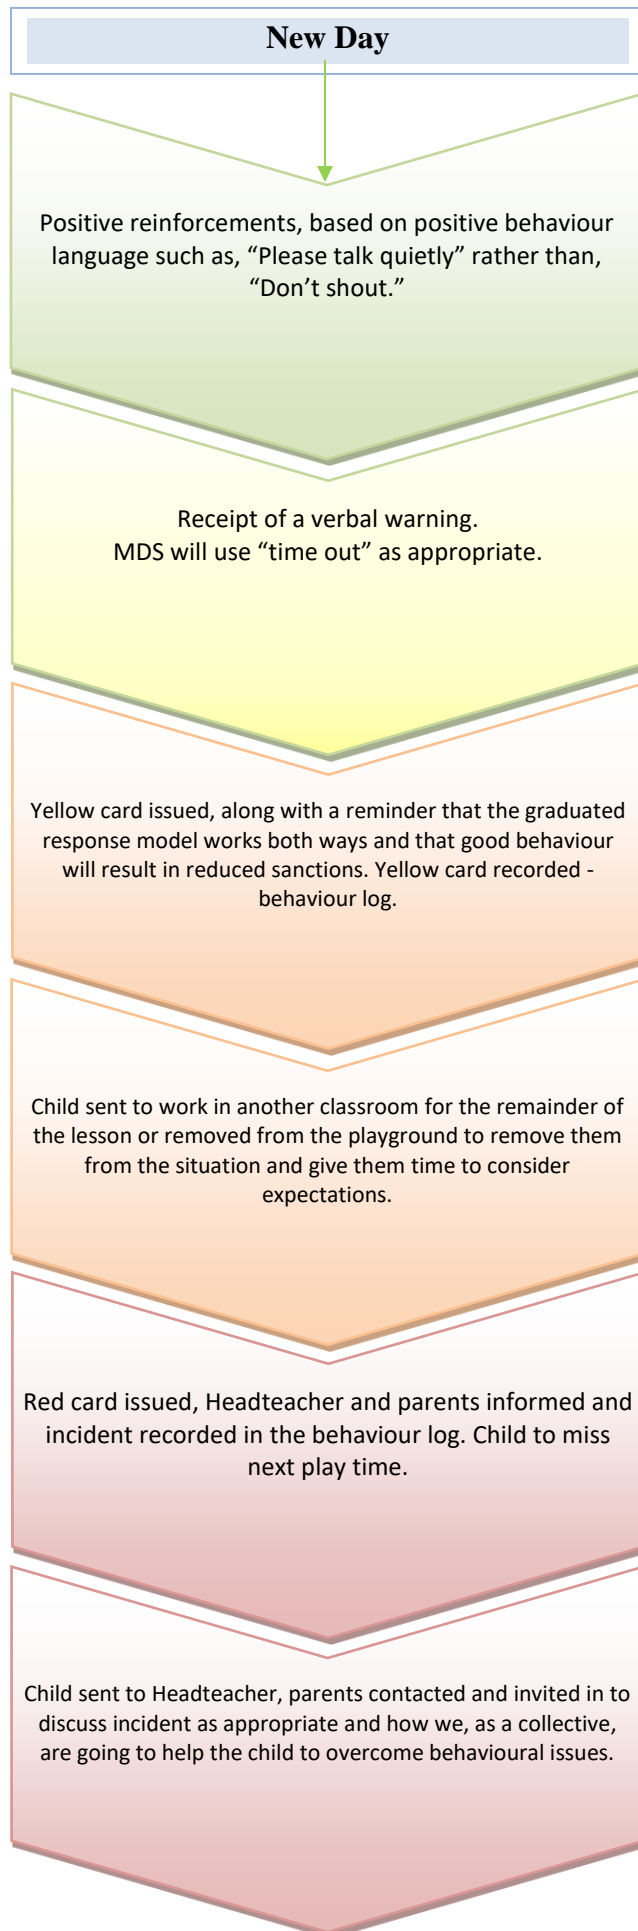 New Day
Positive reinforcements, based on positive behaviour
language such as, “Please talk quietly” rather than,
“Don’t shout.”
Receipt of a verbal warning.
MDS will use “time out” as appropriate.
Yellow card issued, along with a reminder that the graduated
response model works both ways and that good behaviour
will result in reduced sanctions. Yellow card recorded -
behaviour log.
Child sent to work in another classroom for the remainder of
the lesson or removed from the playground to remove them
from the situation and give them time to consider
expectations.
Red card issued, Headteacher and parents informed and
incident recorded in the behaviour log. Child to miss
next play time.
Child sent to Headteacher, parents contacted and invited in to
discuss incident as appropriate and how we, as a collective,
are going to help the child to overcome behavioural issues.